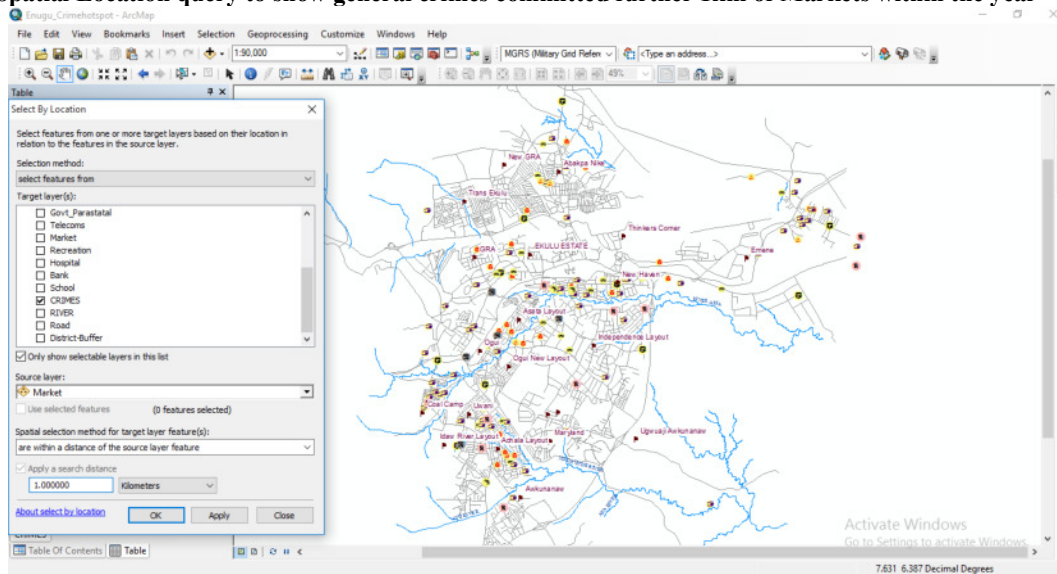 Spatial Location query to show general crimes committed further 1km of Markets within the year
Enugu_Crimehotspot - ArcMap
File Edit View Bookmarks Insert Selection Geoprocessing Customize Windows Help
1:90,000
MGRS (Military Grid Referen
<Type an address...>
49%
Table
Select By Location
Select features from one or more target layers based on their location in
relation to the features in the source layer.
Selection method:
select features from
Target layer(s):
Govt_Parastatal
Telecoms
Market
Recreation
Hospital
Bank
School
CRIMES
RIVER
Road
District-Buffer
Only show selectable layers in this list
Source layer:
Market
Use selected features (0 features selected)
Spatial selection method for target layer feature(s):
are within a distance of the source layer feature
Apply a search distance
1.000000 Kilometers
About select by location OK Apply Close
CRIMES
Table Of Contents Table
New GRA
Abakpa Nike
Trans Ekulu
Thinkers Corner
GRA
EKULU ESTATE
Emene
New Haven
Asata Layout
Ogui
Independence Layout
Ogui New Layout
Coal Camp
Uwani
Idaw River Layout
Achala Layout
Maryland
Ugwuaji-Awkunanaw
Awkunanaw
Activate Windows
Go to Settings to activate Windows.
7.631 6.387 Decimal Degrees